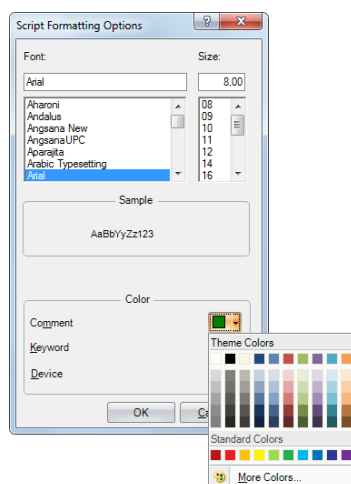 Script Formatting Options
Font:
Size:
Arial
8.00
Aharoni
Andalus
Angsana New
AngsanaUPC
Aparajita
Arabic Typesetting
Arial
08
09
10
11
12
14
16
Sample
AaBbYyZz123
Color
Comment
Keyword
Device
Theme Colors
Standard Colors
More Colors...
OK
Ca